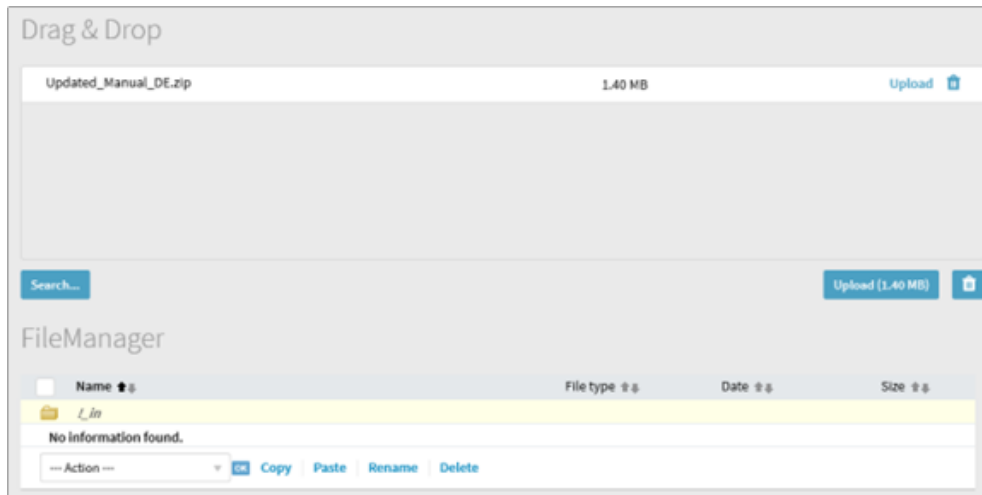 Drag & Drop
Updated_Manual_DE.zip 1.40 MB Upload
Search... Upload (1.40 MB)
FileManager
Name File type Date Size
/_in
No information found.
--- Action --- OK Copy Paste Rename Delete